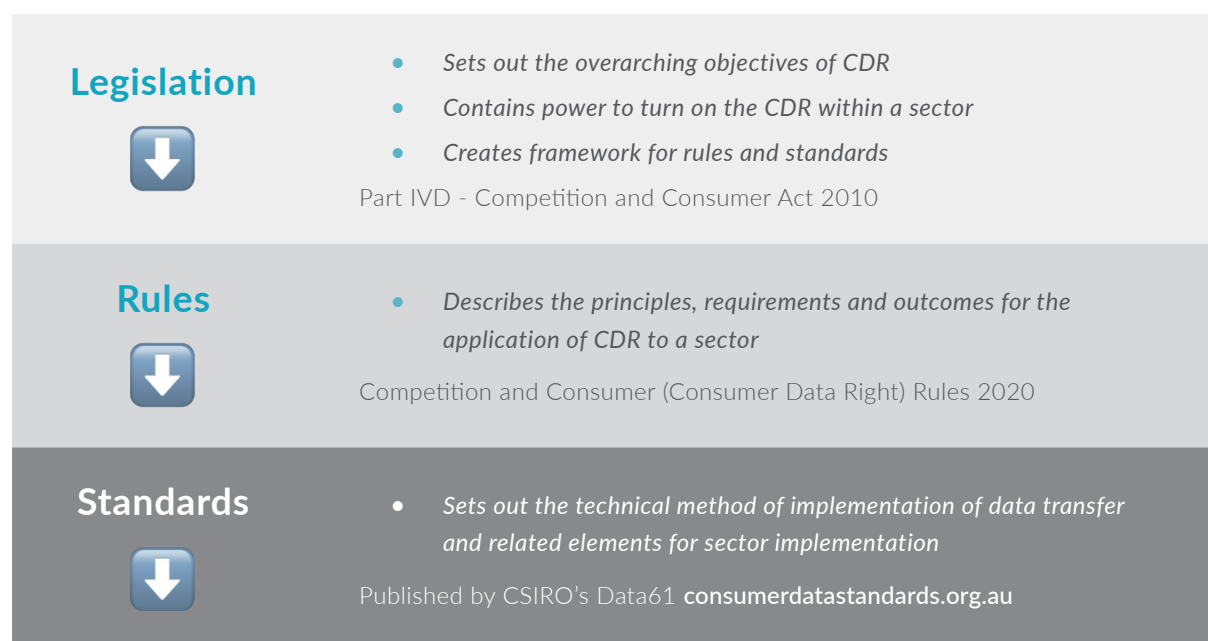 Legislation
Sets out the overarching objectives of CDR
Contains power to turn on the CDR within a sector
Creates framework for rules and standards
Part IVD - Competition and Consumer Act 2010
Rules
Describes the principles, requirements and outcomes for the
application of CDR to a sector
Competition and Consumer (Consumer Data Right) Rules 2020
Standards
Sets out the technical method of implementation of data transfer
and related elements for sector implementation
Published by CSIRO’s Data61 consumerdatastandards.org.au